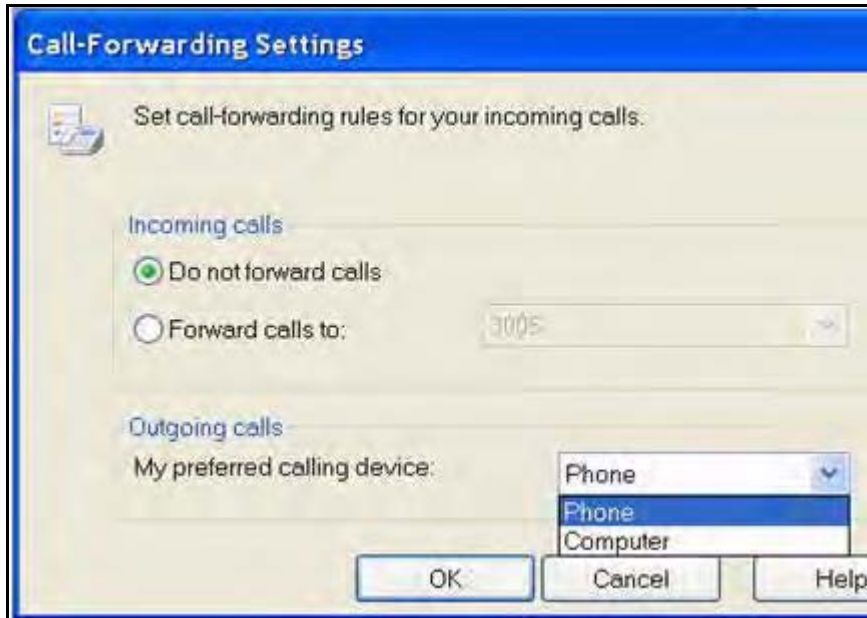 Call-Forwarding Settings
Set call-forwarding rules for your incoming calls.
Incoming calls
Do not forward calls
Forward calls to: 3005
Outgoing calls
My preferred calling device: Phone
Phone
Computer
OK Cancel Help